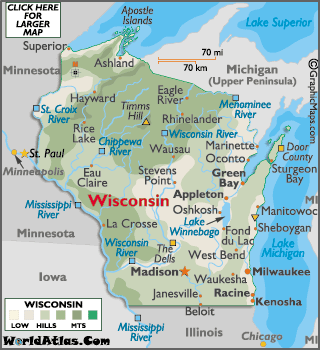 CLICK HERE
FOR
LARGER
MAP
Apostle
Islands
Lake Superior
Superior
Ashland
70 mi
70 km
Minnesota
Michigan
(Upper Peninsula)
©GraphicMaps.com
Hayward
Eagle
River
Timms
Hill
Menominee
River
St. Croix
River
Rhinelander
Rice
Lake
Chippewa
River
Wisconsin River
Marinette
Door
County
St. Paul
Wausau
Oconto
Sturgeon
Bay
Minneapolis
Eau
Claire
Stevens
Point
Green
Bay
Mississippi
River
Wisconsin
Appleton
Manitowoc
Oshkosh
La Crosse
Lake
Winnebago
Fond
du Lac
Sheboygan
Minnesota
Wisconsin
River
The
Dells
West Bend
Lake
Michigan
Iowa
Madison
Milwaukee
Waukesha
Racine
Janesville
Kenosha
Beloit
WISCONSIN
LOW HILLS MTS
Mississippi
River
Illinois
Chicago
WorldAtlas.Com